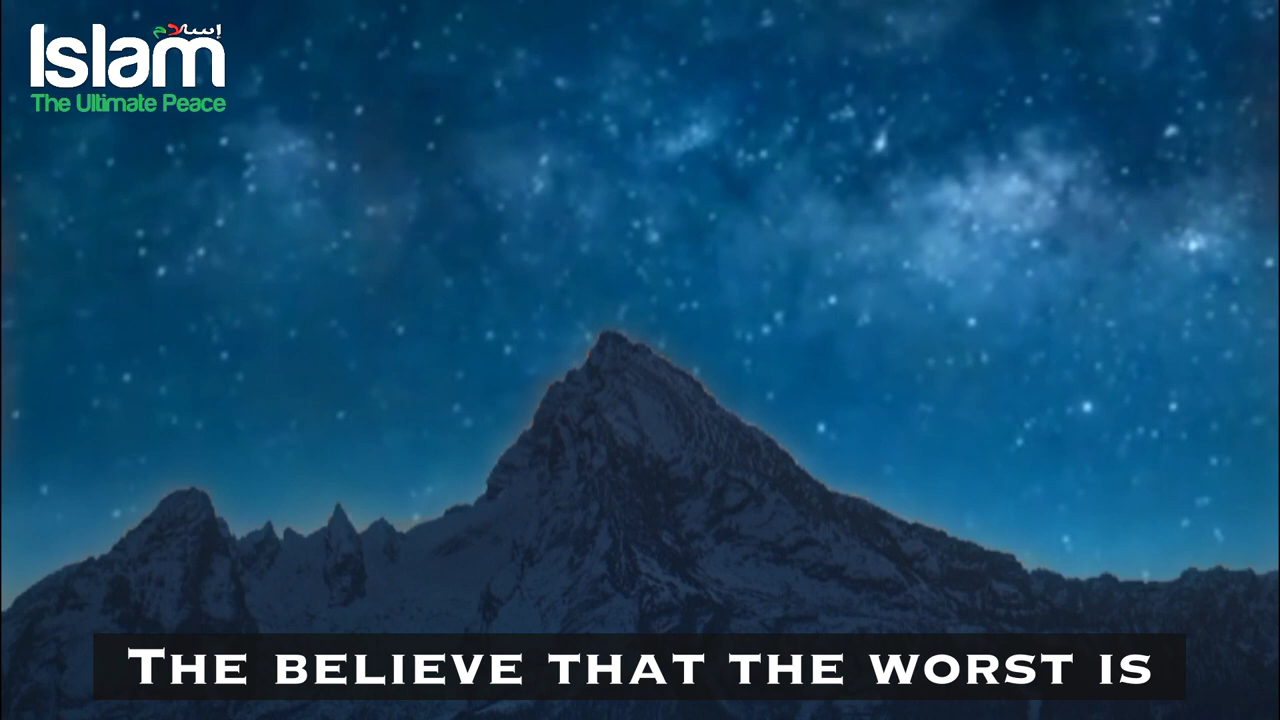 إسلام
Islam
The Ultimate Peace
THE BELIEVE THAT THE WORST IS